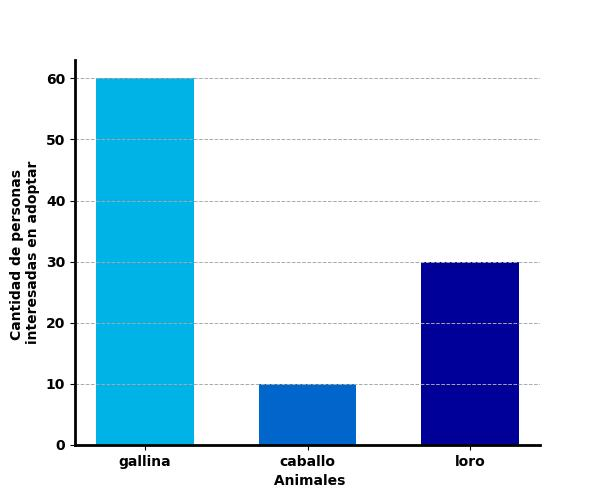 Cantidad de personas
interesadas en adoptar
60
50
40
30
20
10
0
gallina caballo loro
Animales